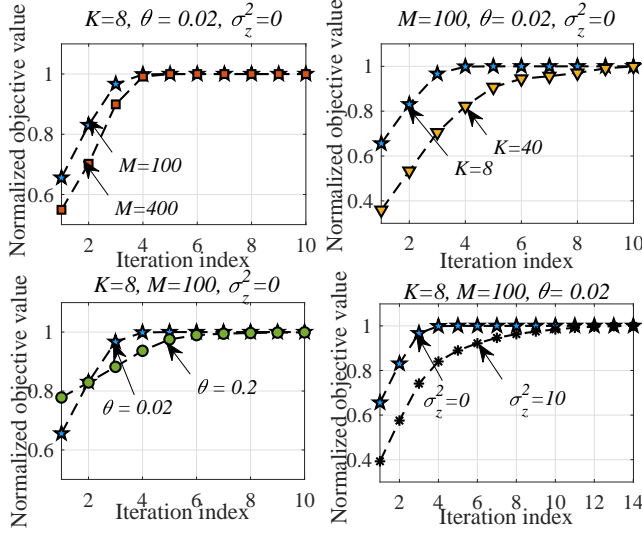 K=8, θ = 0.02, σ_z^2=0
Normalized objective value
1
0.8
0.6
M=100
M=400
2 4 6 8 10
Iteration index
M=100, θ = 0.02, σ_z^2=0
Normalized objective value
1
0.8
0.6
0.4
K=40
K=8
2 4 6 8 10
Iteration index
K=8, M=100, σ_z^2=0
Normalized objective value
1
0.8
0.6
θ = 0.02
θ = 0.2
2 4 6 8 10
Iteration index
K=8, M=100, θ= 0.02
Normalized objective value
1
0.8
0.6
0.4
σ_z^2=0
σ_z^2=10
2 4 6 8 10 12 14
Iteration index